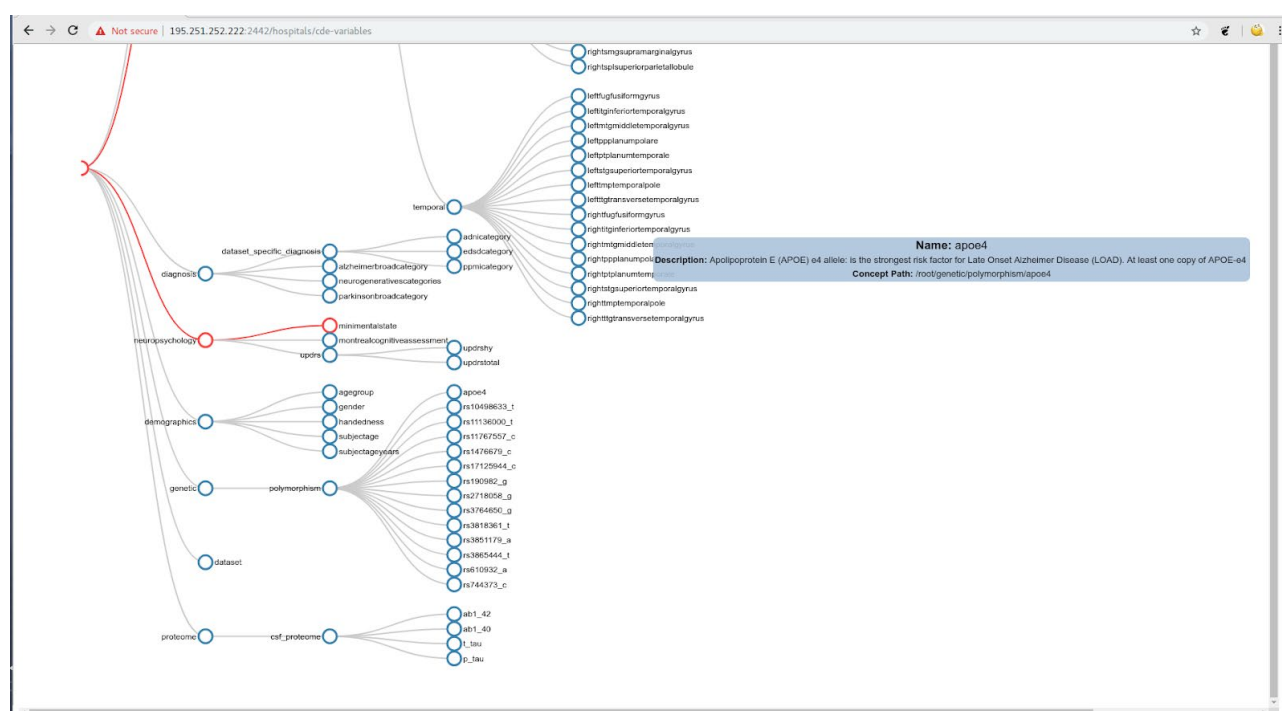 Not secure | 195.251.252.222:2442/hospitals/cde-variables
rightsmgsupramarginalgyrus
rightsplsuperiorparietallobule
leftfugfusiformgyrus
leftitginferiortemporalgyrus
leftmtgmiddletemporalgyrus
leftppplanumpolare
leftptplanumtemporale
leftstgsuperiortemporalgyrus
lefttmptemporalpole
leftttgtransversetemporalgyrus
temporal
rightfugfusiformgyrus
rightitginferiortemporalgyrus
rightmtgmiddletemporalgyrus
rightppplanumpola
rightptplanumtemporale
rightstgsuperiortemporalgyrus
righttmptemporalpole
rightttgtransversetemporalgyrus
Name: apoe4
Description: Apolipoprotein E (APOE) e4 allele: is the strongest risk factor for Late Onset Alzheimer Disease (LOAD). At least one copy of APOE-e4
Concept Path: /root/genetic/polymorphism/apoe4
diagnosis
dataset_specific_diagnosis
adnicategory
edsdcategory
ppmicategory
alzheimerbroadcategory
neurogenerativescategories
parkinsonbroadcategory
neuropsychology
minimentalstate
montrealcognitiveassessment
updrs
updrshy
updrstotal
demographics
agegroup
gender
handedness
subjectage
subjectageyears
genetic
polymorphism
apoe4
rs10498633_t
rs11136000_t
rs11767557_c
rs1476679_c
rs17125944_c
rs190982_g
rs2718058_g
rs3764650_g
rs3818361_t
rs3851179_a
rs3865444_t
rs610932_a
rs744373_c
dataset
proteome
csf_proteome
ab1_42
ab1_40
t_tau
p_tau